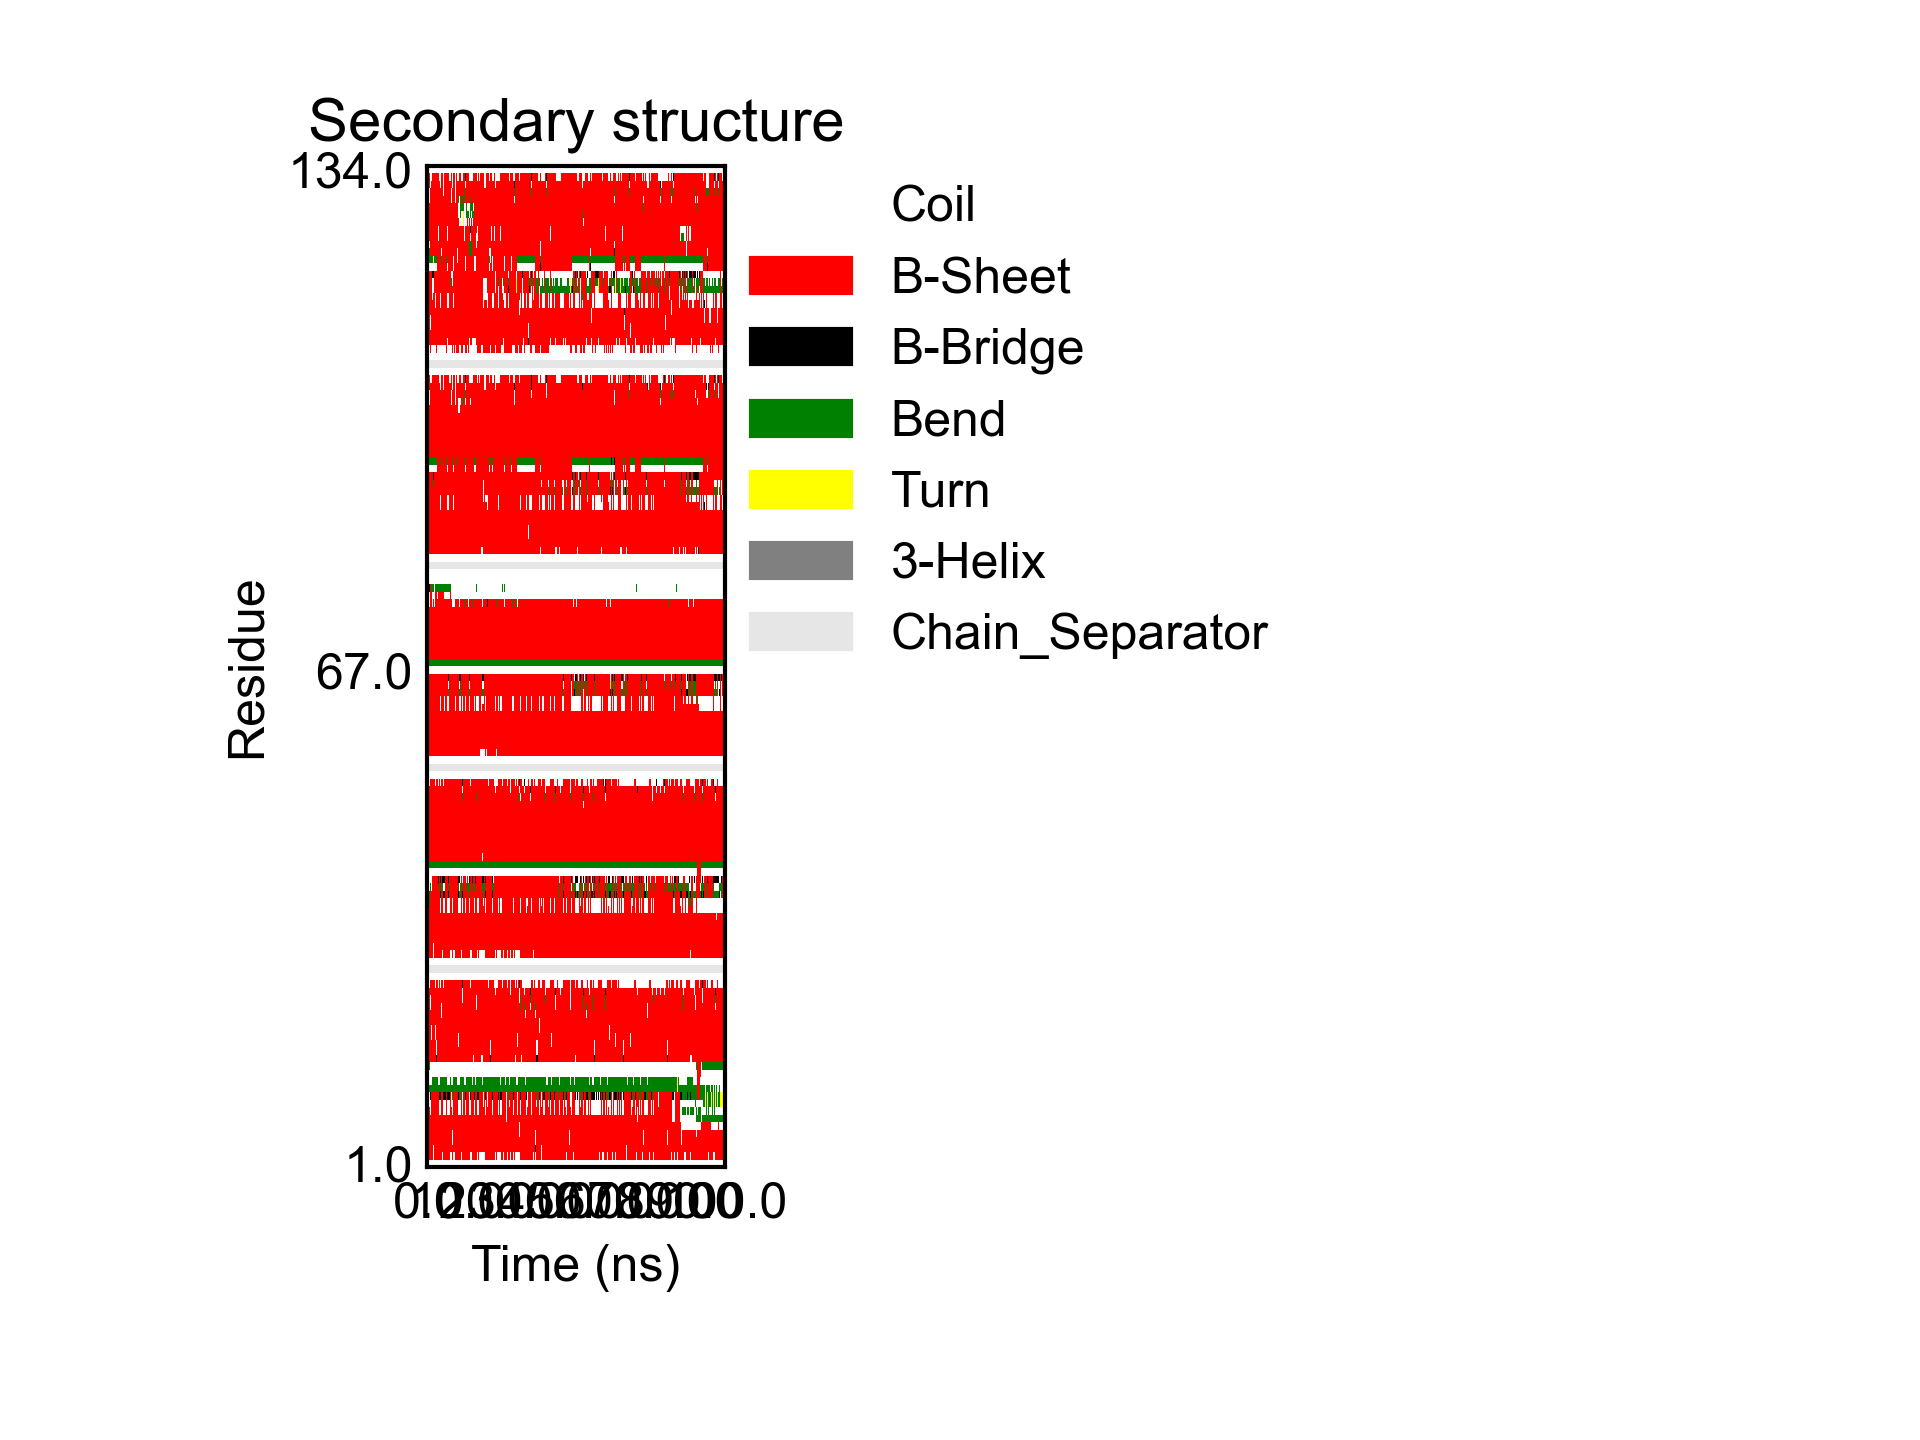 Secondary structure
134.0
67.0
1.0
Residue
Time (ns)
Coil
B-Sheet
B-Bridge
Bend
Turn
3-Helix
Chain_Separator